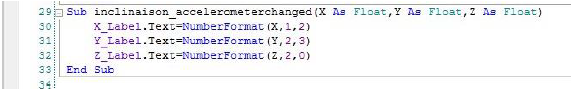 29 Sub inclinaison_accelerometerchanged(X As Float,Y As Float,Z As Float)
30 X_Label.Text=NumberFormat(X,1,2)
31 Y_Label.Text=NumberFormat(Y,2,3)
32 Z_Label.Text=NumberFormat(Z,2,0)
33 End Sub
34